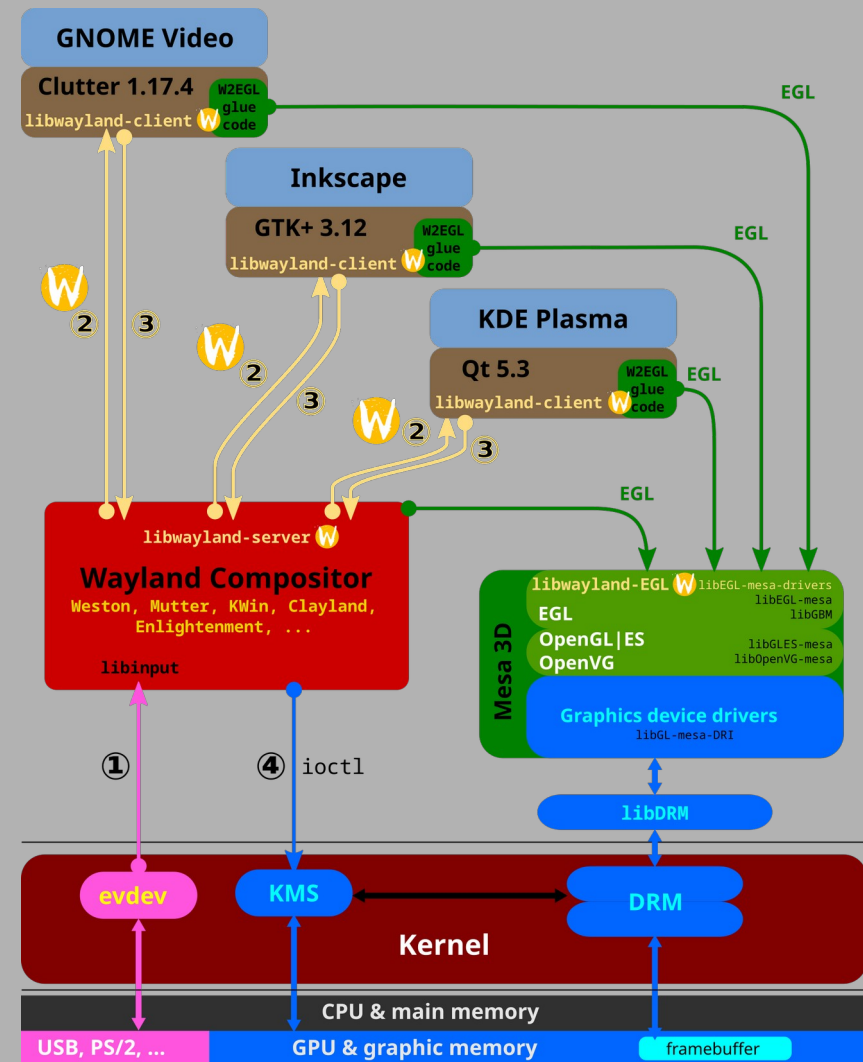 GNOME Video
Clutter 1.17.4
libwayland-client
W
W2EGL
glue
code
EGL
Inkscape
GTK+ 3.12
libwayland-client
W
W2EGL
glue
code
EGL
KDE Plasma
Qt 5.3
libwayland-client
W
W2EGL
glue
code
EGL
W
②
③
W
②
③
W
②
③
EGL
libwayland-server W
Wayland Compositor
Weston, Mutter, KWin, Clayland,
Enlightenment, ...
libinput
Mesa 3D
libwayland-EGL W libEGL-mesa-drivers
libEGL-mesa
EGL
libGBM
OpenGL|ES
libGLES-mesa
OpenVG
libOpenVG-mesa
Graphics device drivers
libGL-mesa-DRI
①
④ ioctl
libDRM
evdev
KMS
DRM
Kernel
CPU & main memory
USB, PS/2, ...
GPU & graphic memory
framebuffer